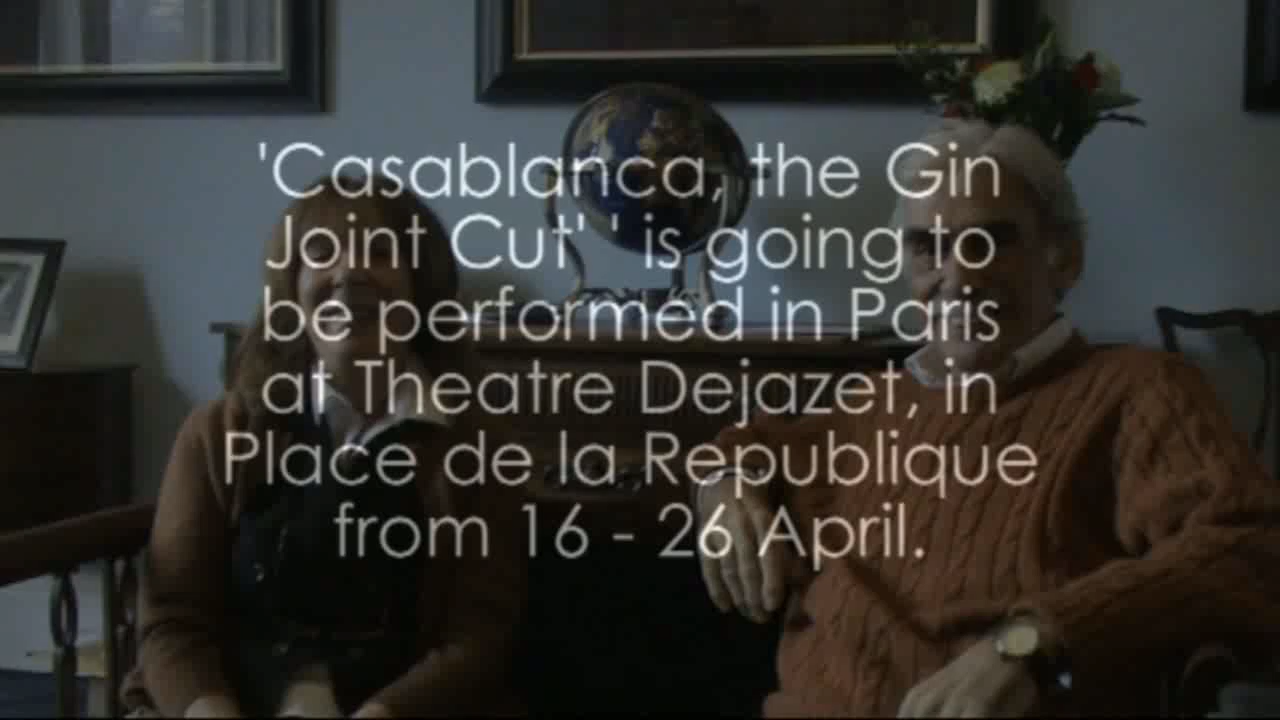 'Casablanca, the Gin
Joint Cut' ' is going to
be performed in Paris
at Theatre Dejazet, in
Place de la Republique
from 16 - 26 April.